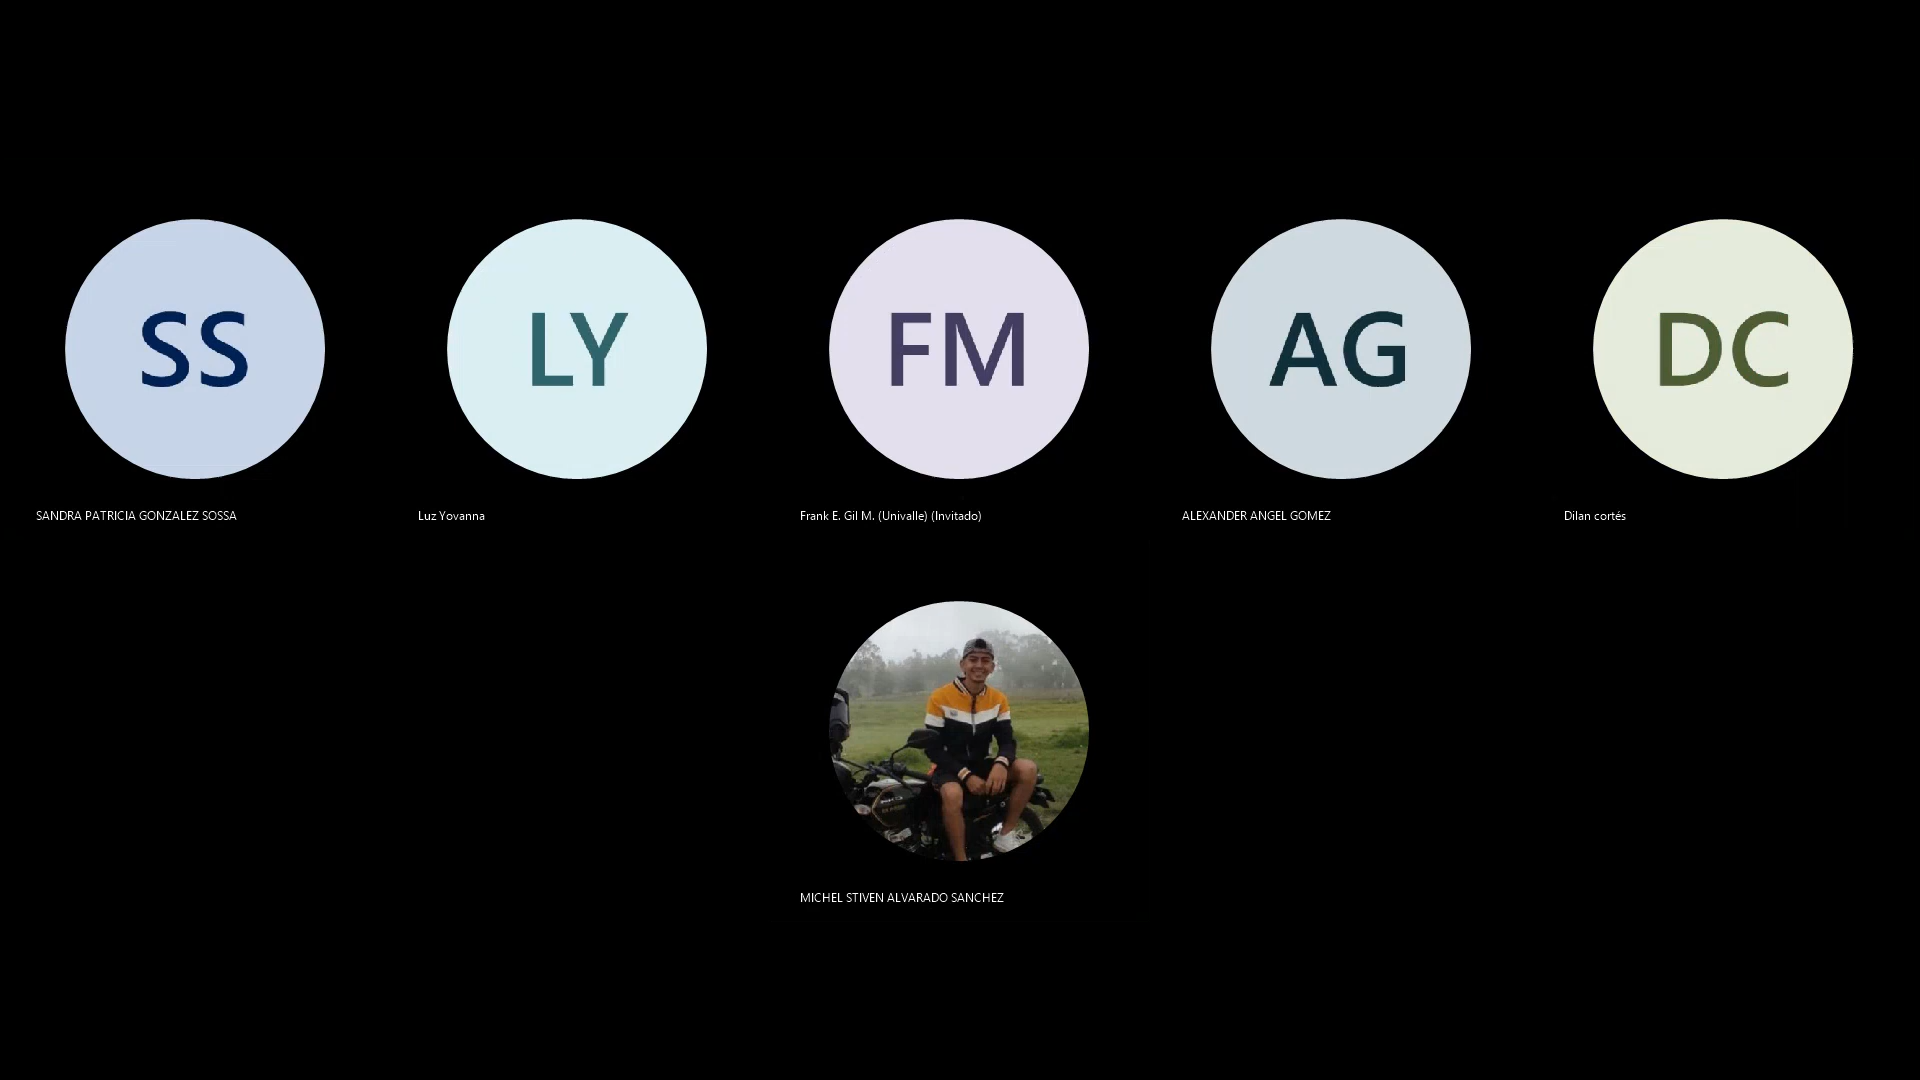 SS
LY
FM
AG
DC
SANDRA PATRICIA GONZALEZ SOSSA
Luz Yovanna
Frank E. Gil M. (Univalle) (Invitado)
ALEXANDER ANGEL GOMEZ
Dilan cortés
MICHEL STIVEN ALVARADO SANCHEZ